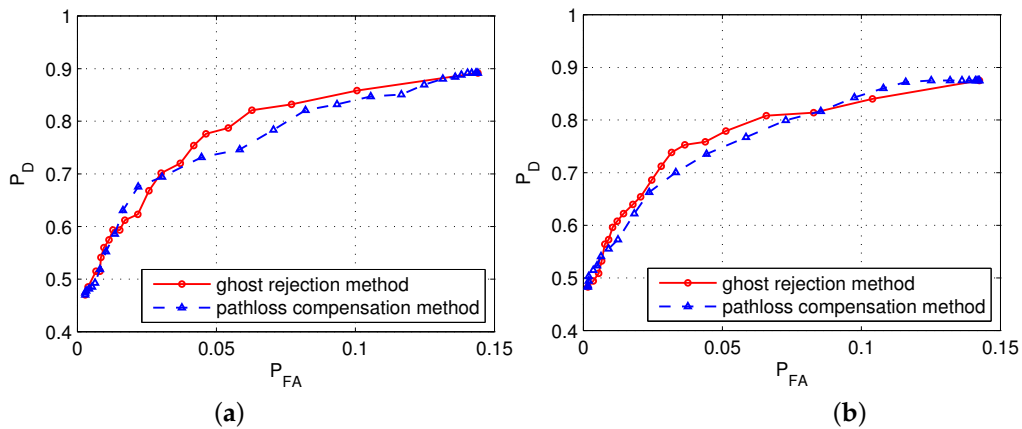 1
0.9
0.8
0.7
0.6
0.5
0.4
P_D
0 0.05 0.1 0.15
P_FA
ghost rejection method
pathloss compensation method
(a)
1
0.9
0.8
0.7
0.6
0.5
0.4
P_D
0 0.05 0.1 0.15
P_FA
ghost rejection method
pathloss compensation method
(b)